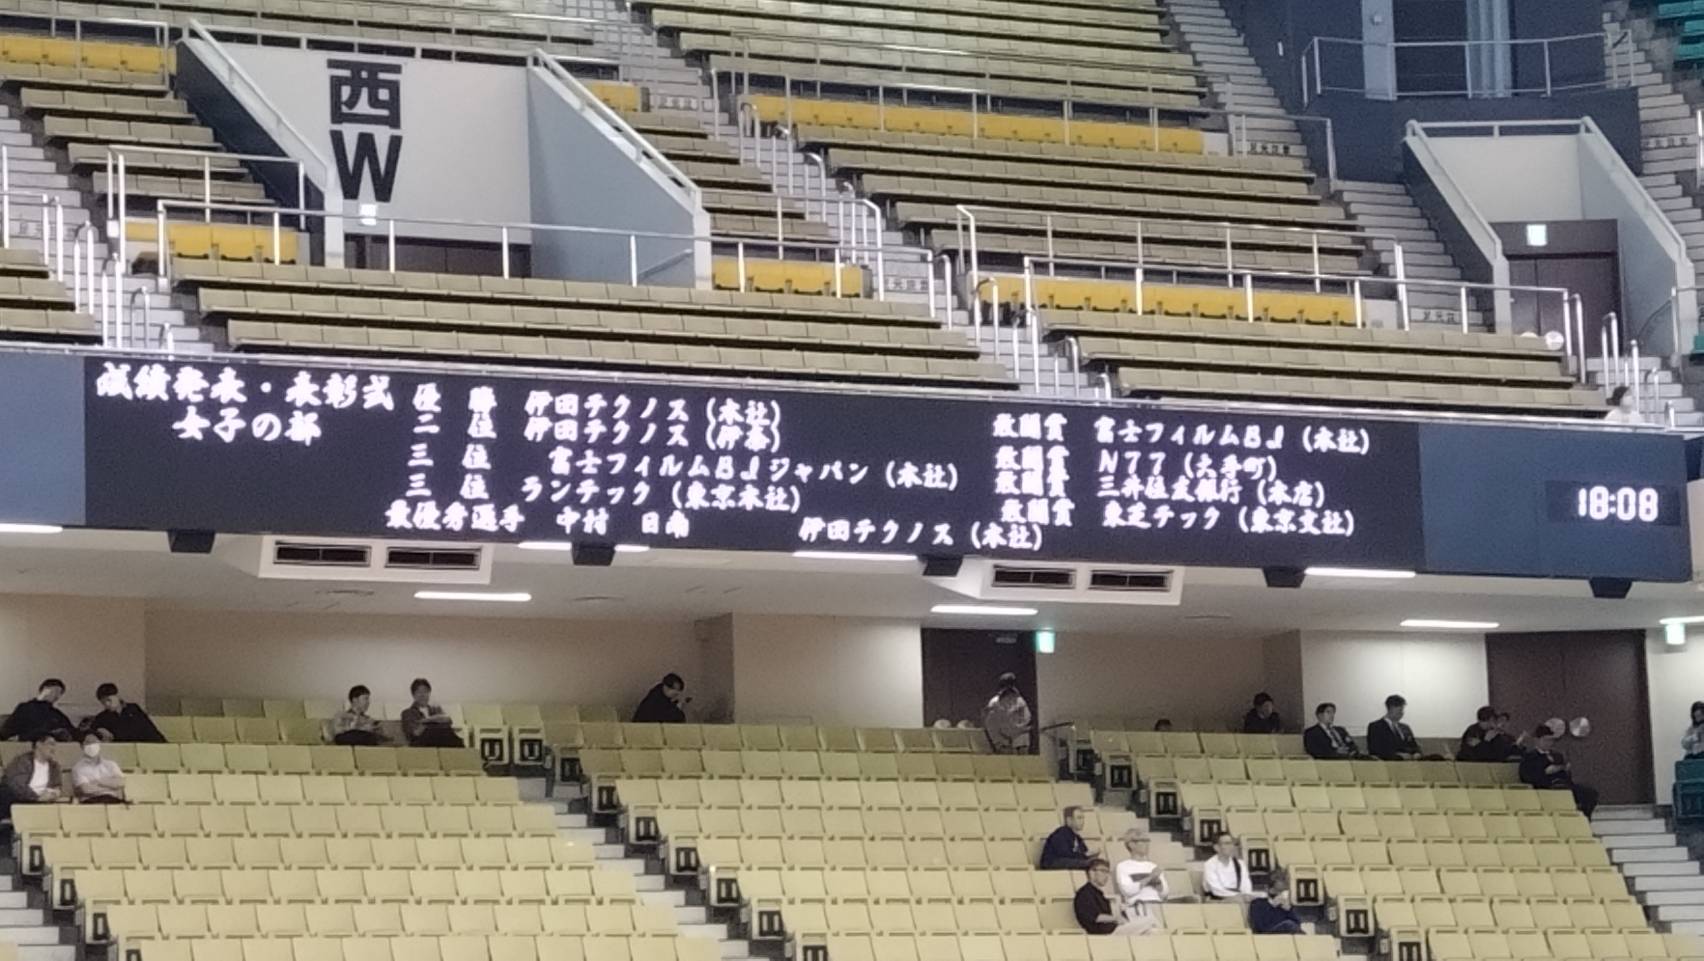 西
W
成績発表・表彰式
女子の部
優 勝 伊田テクノス (本社)
二 位 伊田テクノス
三 位 富士フイルムBIジャパン (本社)
三 位 ランテック (東京本社)
最優秀選手 中村 日南 伊田テクノス (本社)
敢闘賞 富士フイルムBJ (本社)
敢闘賞 NTT (大手町)
敢闘賞 三井住友銀行 (本店)
敢闘賞 東芝テック (東京支社)
18:08